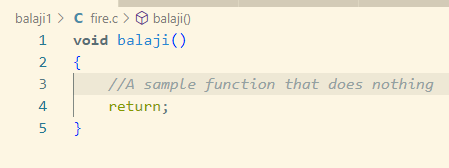 balaji1 > C fire.c > balaji()
1 void balaji()
2 {
3 //A sample function that does nothing
4 return;
5 }